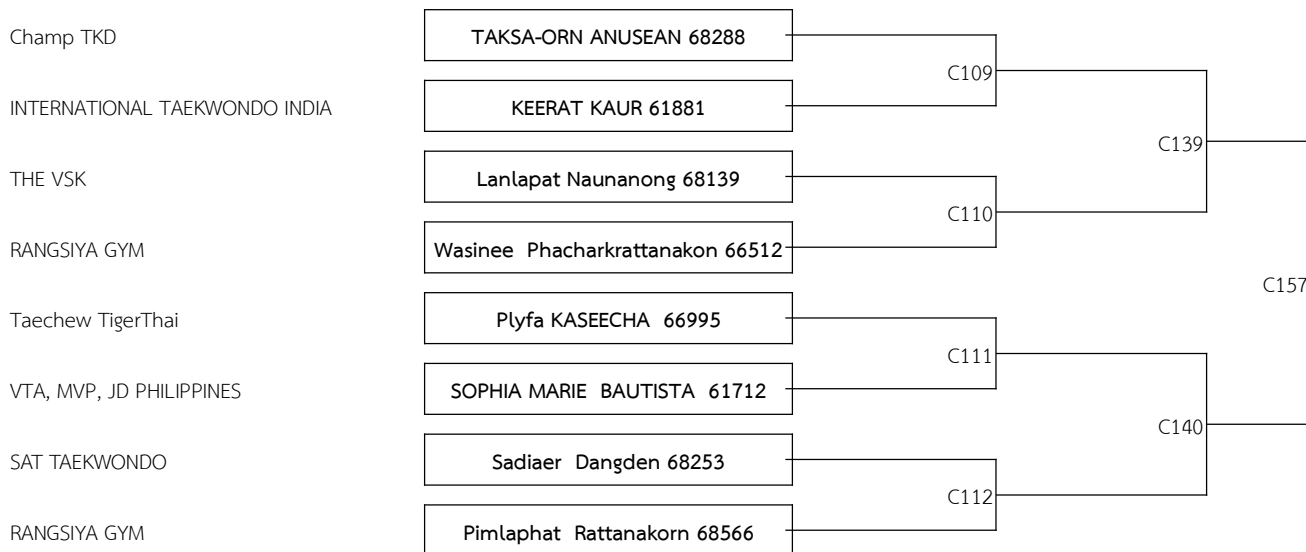 Champ TKD TAKSA-ORN ANUSEAN 68288
C109
INTERNATIONAL TAEKWONDO INDIA KEERAT KAUR 61881
C139
THE VSK Lanlapat Naunanong 68139
C110
RANGSIYA GYM Wasinee Phacharkrattanakon 66512
C157
Taechew TigerThai Plyfa KASEECHA 66995
C111
VTA, MVP, JD PHILIPPINES SOPHIA MARIE BAUTISTA 61712
C140
SAT TAEKWONDO Sadiaer Dangden 68253
C112
RANGSIYA GYM Pimlaphat Rattanakorn 68566